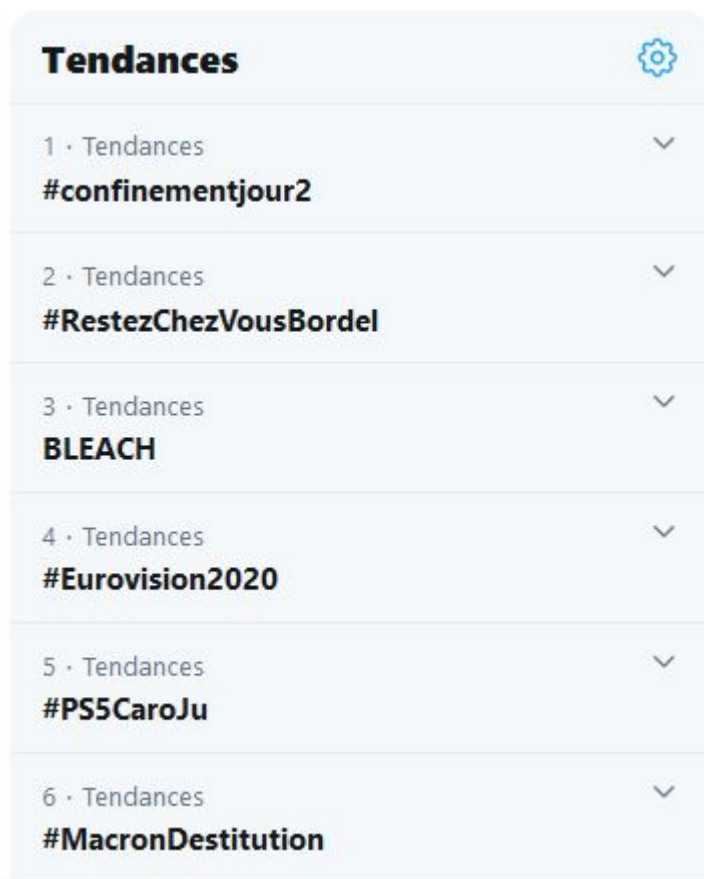 Tendances
1 · Tendances
#confinementjour2
2 · Tendances
#RestezChezVousBordel
3 · Tendances
BLEACH
4 · Tendances
#Eurovision2020
5 · Tendances
#PS5CaroJu
6 · Tendances
#MacronDestitution